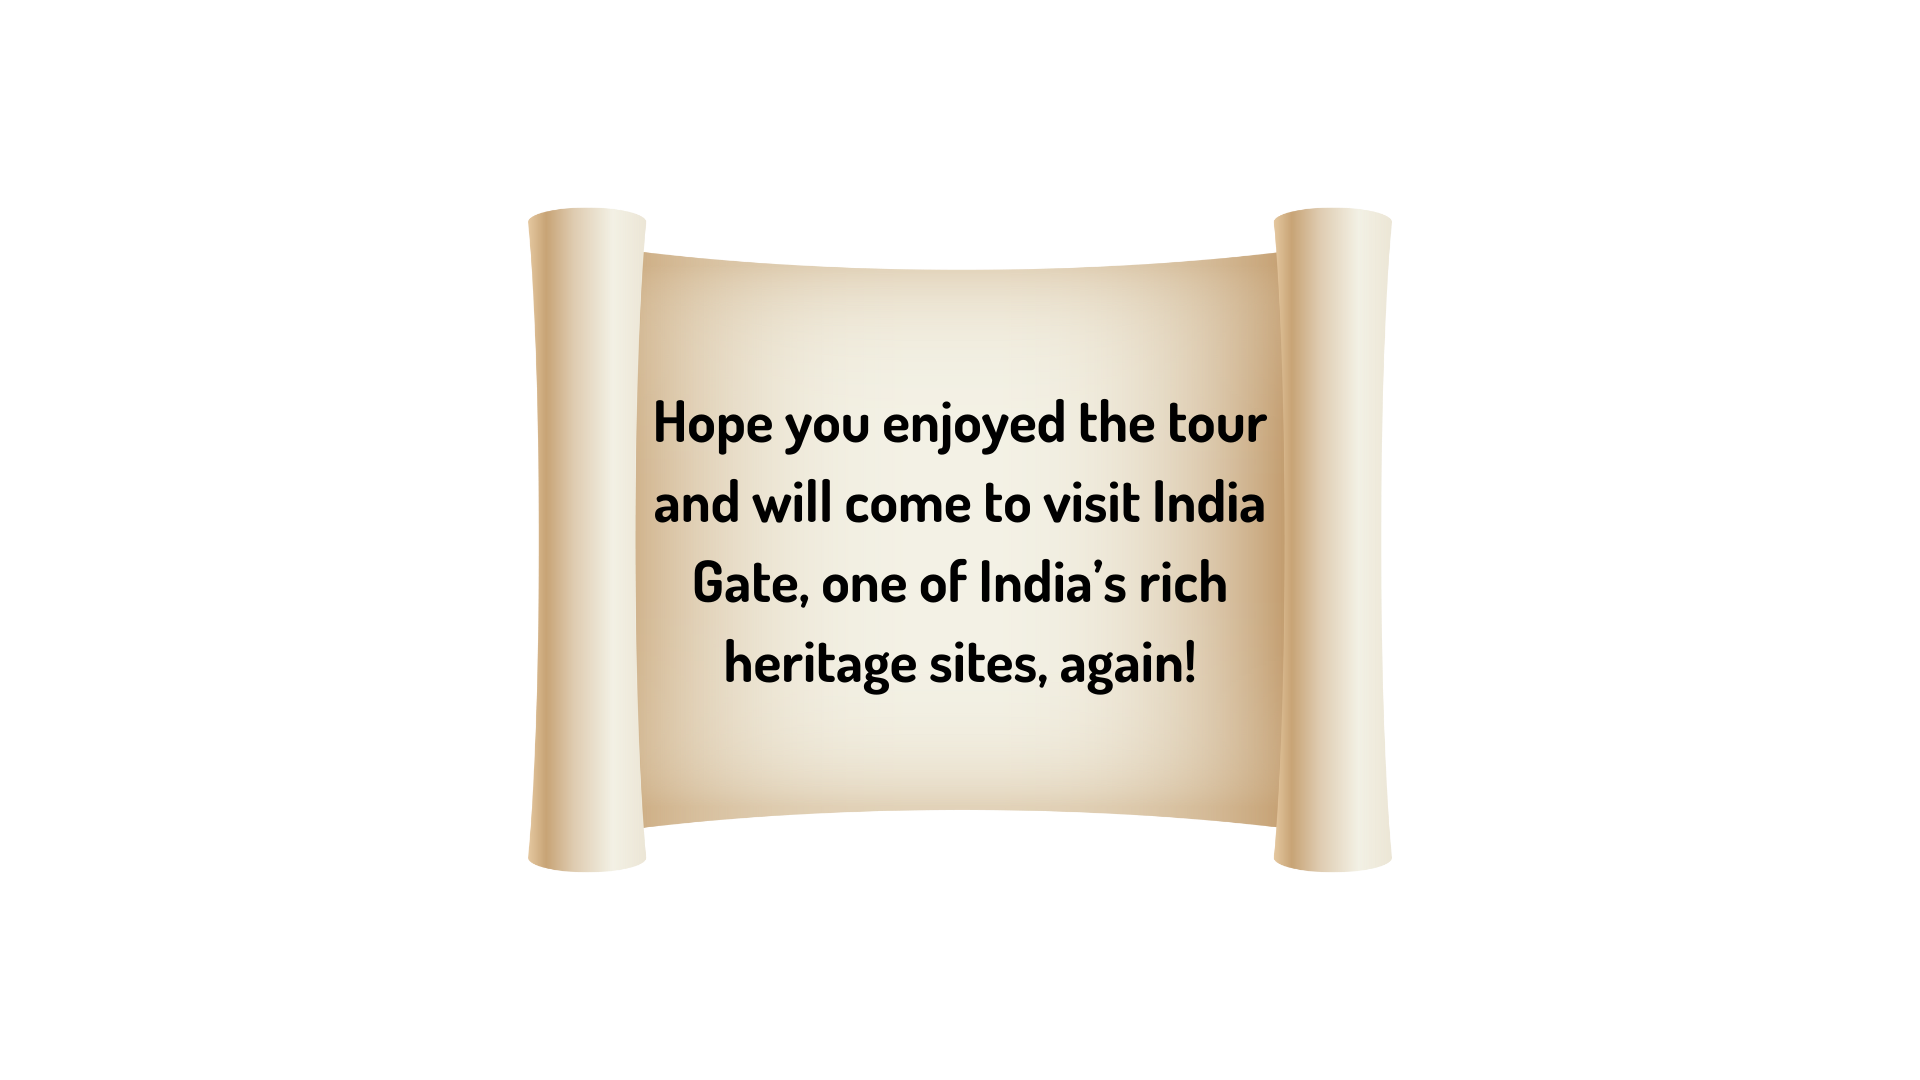 Hope you enjoyed the tour
and will come to visit India
Gate, one of India’s rich
heritage sites, again!